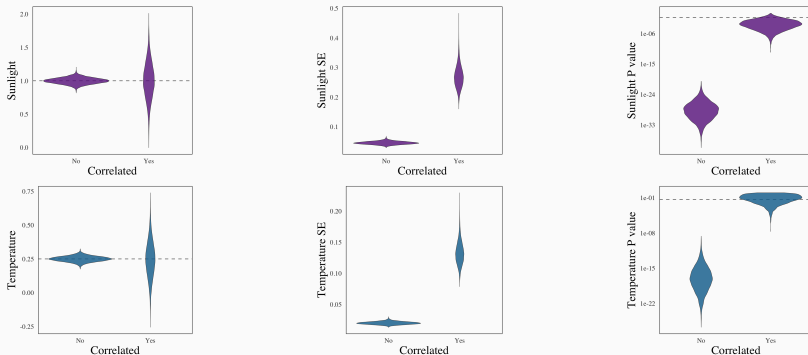 2.0
1.5
1.0
0.5
0.0
Sunlight
No Yes
Correlated
0.5
0.4
0.3
0.2
0.1
Sunlight SE
No Yes
Correlated
1e-06
1e-15
1e-24
1e-33
Sunlight P value
No Yes
Correlated
0.75
0.50
0.25
0.00
-0.25
Temperature
No Yes
Correlated
0.20
0.15
0.10
0.05
Temperature SE
No Yes
Correlated
1e-01
1e-08
1e-15
1e-22
Temperature P value
No Yes
Correlated